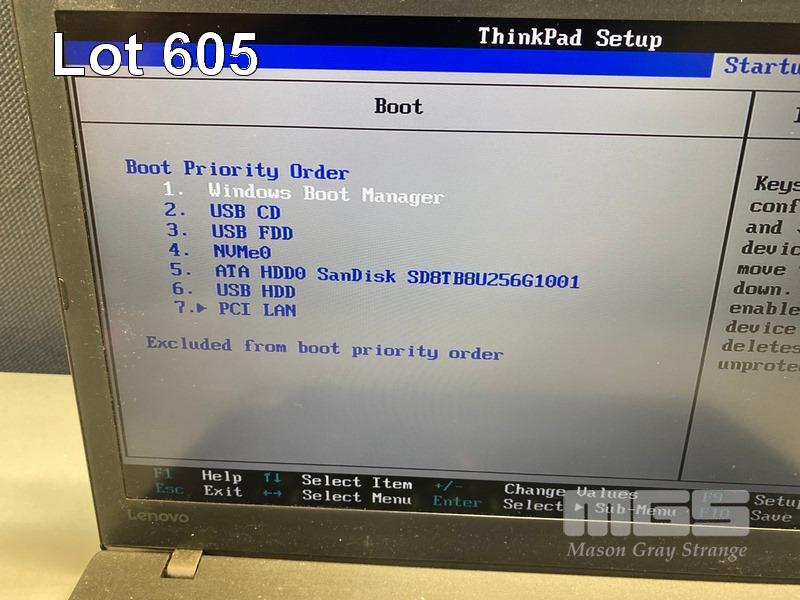 Lot 605
ThinkPad Setup
Startu
Boot
Boot Priority Order
1. Windows Boot Manager
2. USB CD
3. USB FDD
4. NVMe0
5. ATA HDD0 SanDisk SD8TB8U256G1001
6. USB HDD
7.▶ PCI LAN
Excluded from boot priority order
Keys
conf
and
devic
move
down.
enable
device
deletes
unprote
F1 Help ↑↓ Select Item +/- Change Values F9 Setup
Esc Exit ←→ Select Menu Enter Select ▶ Sub-Menu F10 Save
Lenovo
MGS
Mason Gray Strange